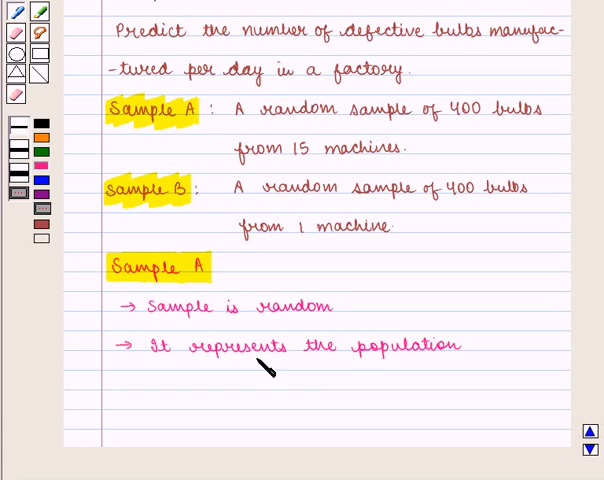 Predict the number of defective bulbs manufac-
-tured per day in a factory.
Sample A : A random sample of 400 bulbs
from 15 machines.
Sample B : A random sample of 400 bulbs
from 1 machine.
Sample A
→ Sample is random
→ It represents the population